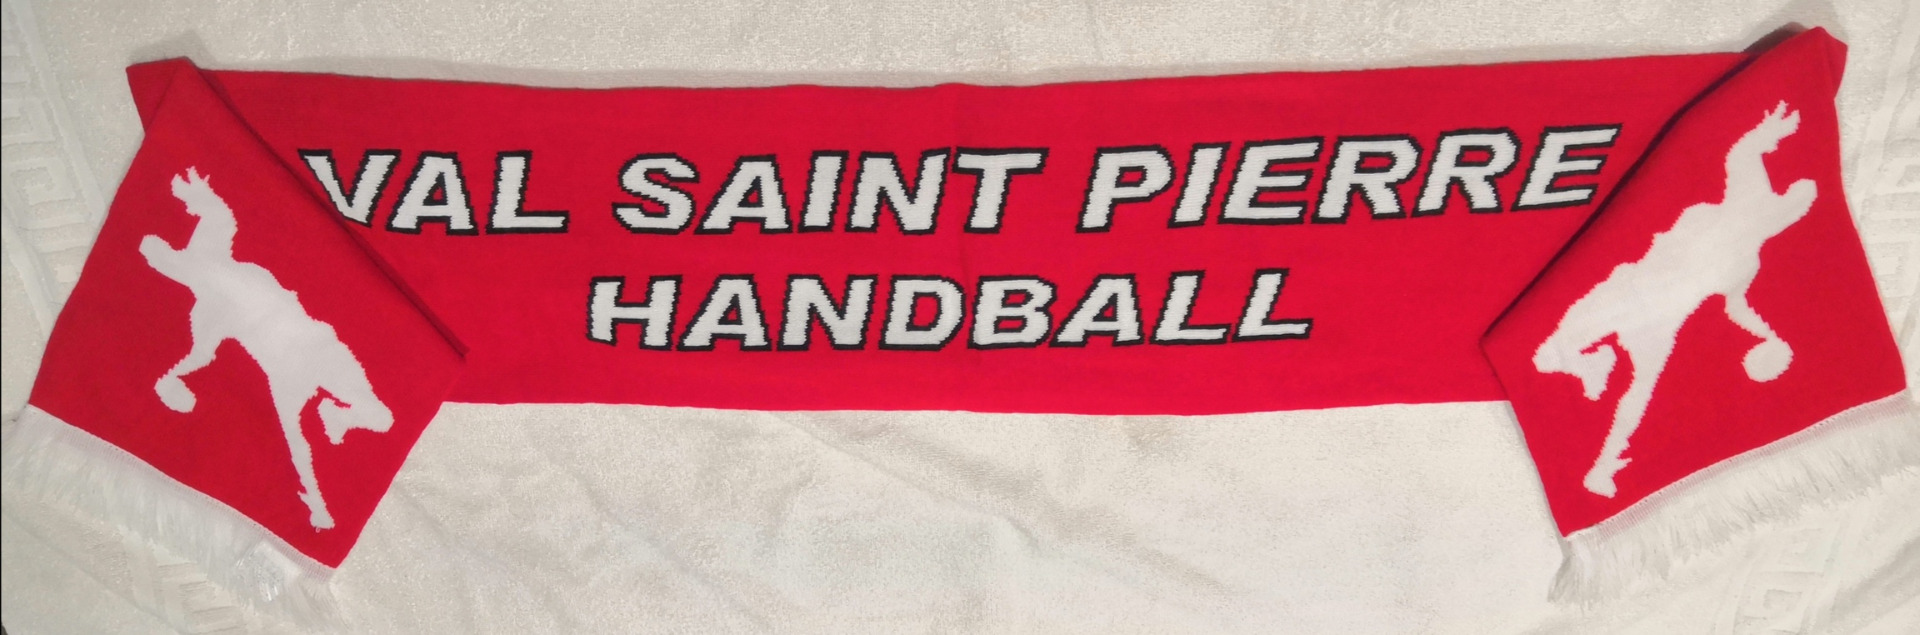 VAL SAINT PIERRE
HANDBALL